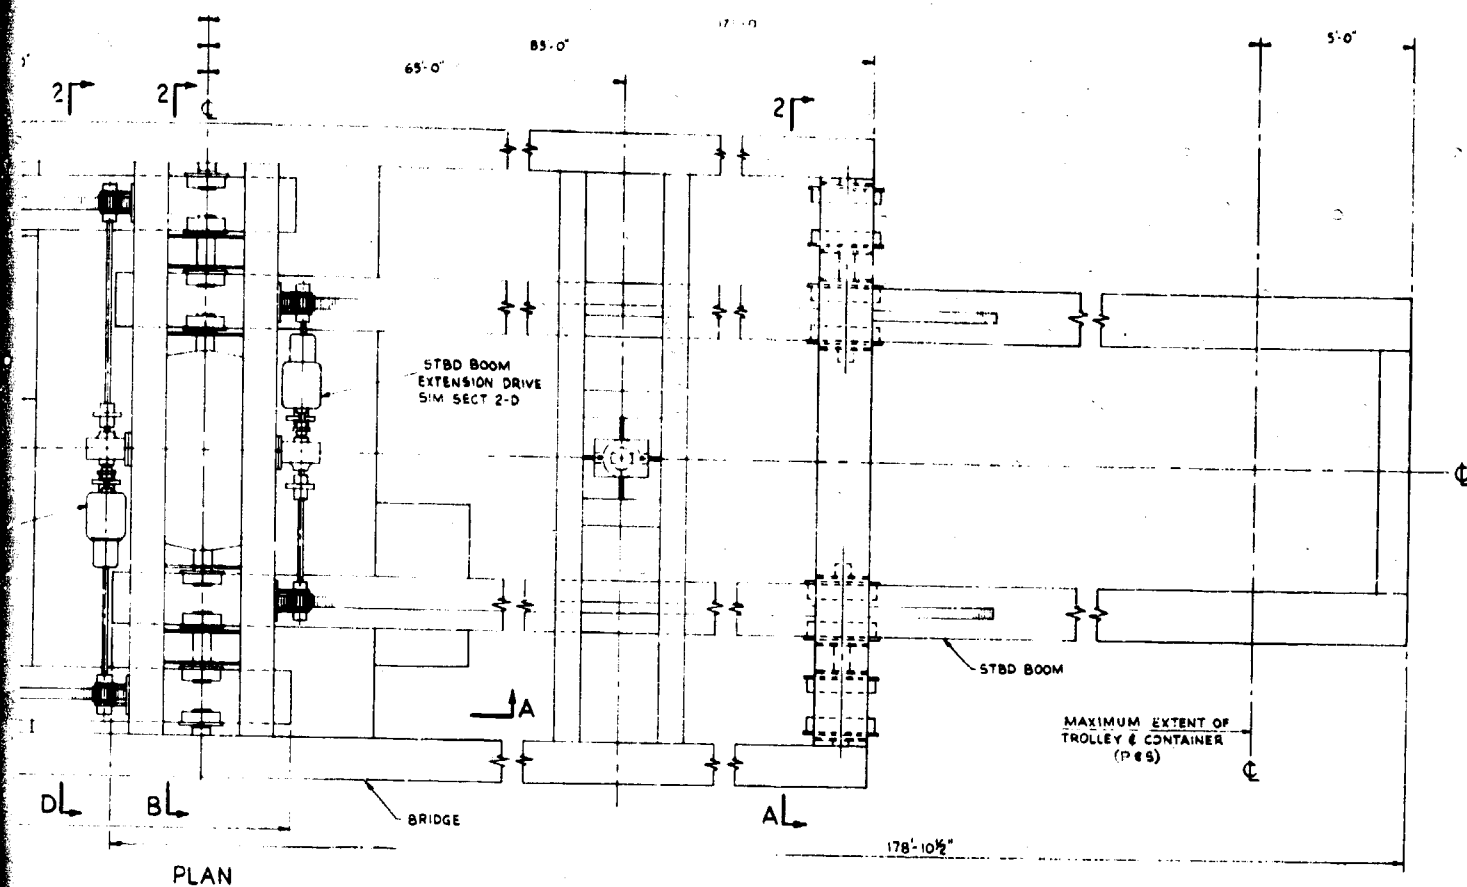 85'-0"
5'-0"
65'-0"
2
2
2
℄
STBD BOOM
EXTENSION DRIVE
SIM SECT 2-D
℄
STBD BOOM
A
MAXIMUM EXTENT OF
TROLLEY & CONTAINER
(P & S)
℄
D
B
A
BRIDGE
178'-10½"
PLAN